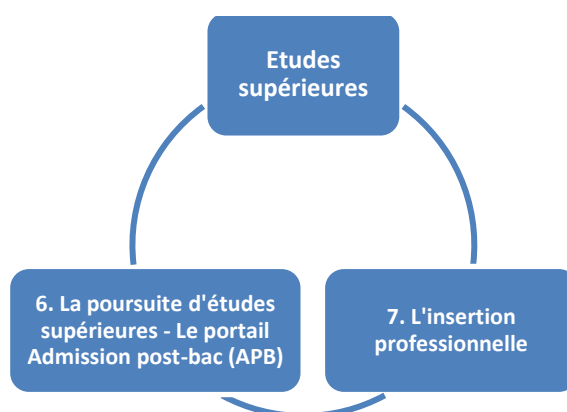 Etudes
supérieures
6. La poursuite d'études
supérieures - Le portail
Admission post-bac (APB)
7. L'insertion
professionnelle